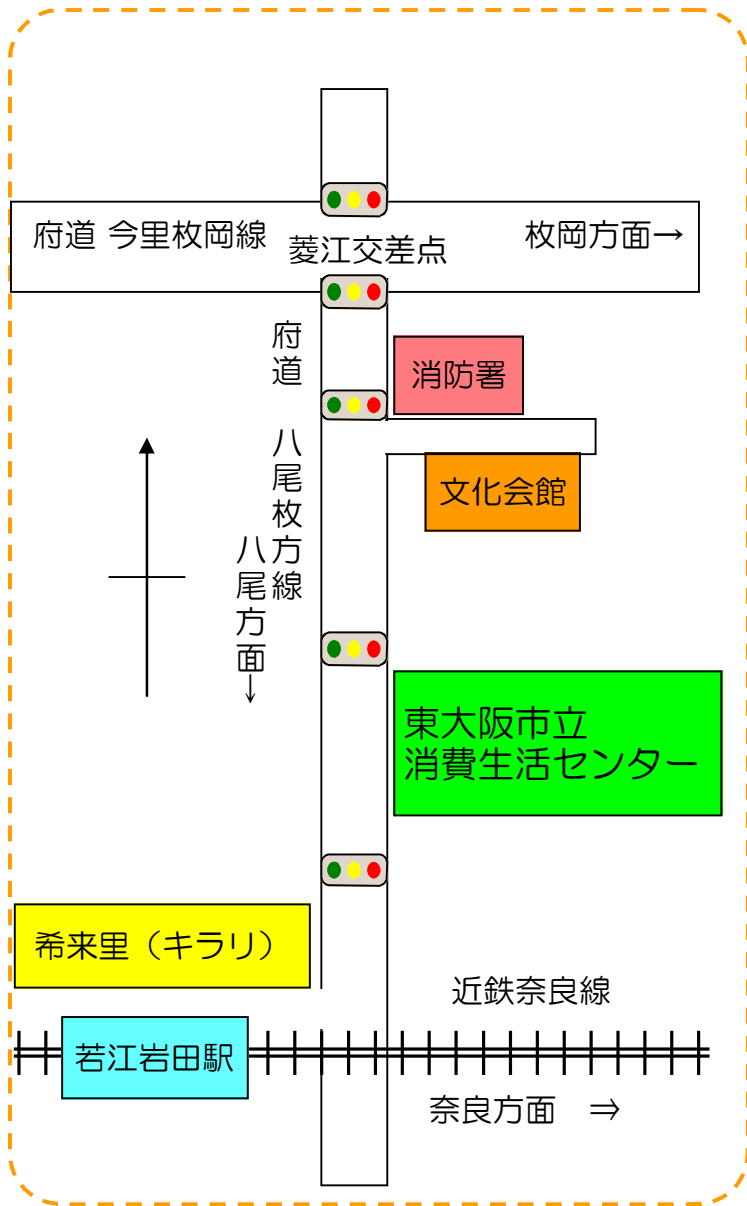 府道 今里枚岡線
枚岡方面→
菱江交差点
府道 八尾枚方線
八尾方面→
消防署
文化会館
東大阪市立
消費生活センター
希来里（キラリ）
近鉄奈良線
若江岩田駅
奈良方面 ⇒